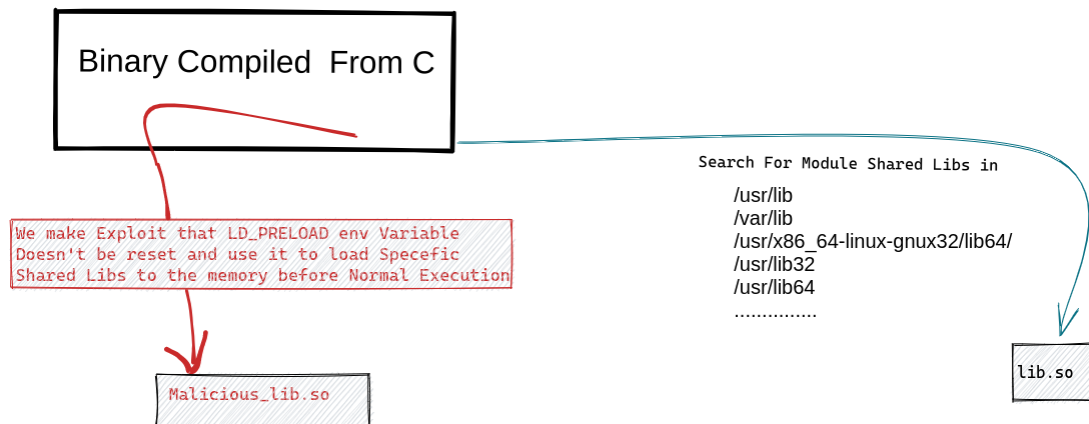 Binary Compiled From C
Search For Module Shared Libs in
/usr/lib
/var/lib
/usr/x86_64-linux-gnux32/lib64/
/usr/lib32
/usr/lib64
...............
We make Exploit that LD_PRELOAD env Variable
Doesn't be reset and use it to load Specefic
Shared Libs to the memory before Normal Execution
lib.so
Malicious_lib.so